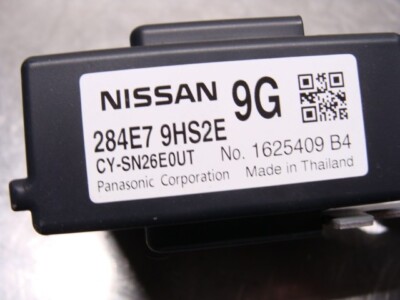 NISSAN 9G
284E7 9HS2E
CY-SN26E0UT No. 1625409 B4
Panasonic Corporation Made in Thailand